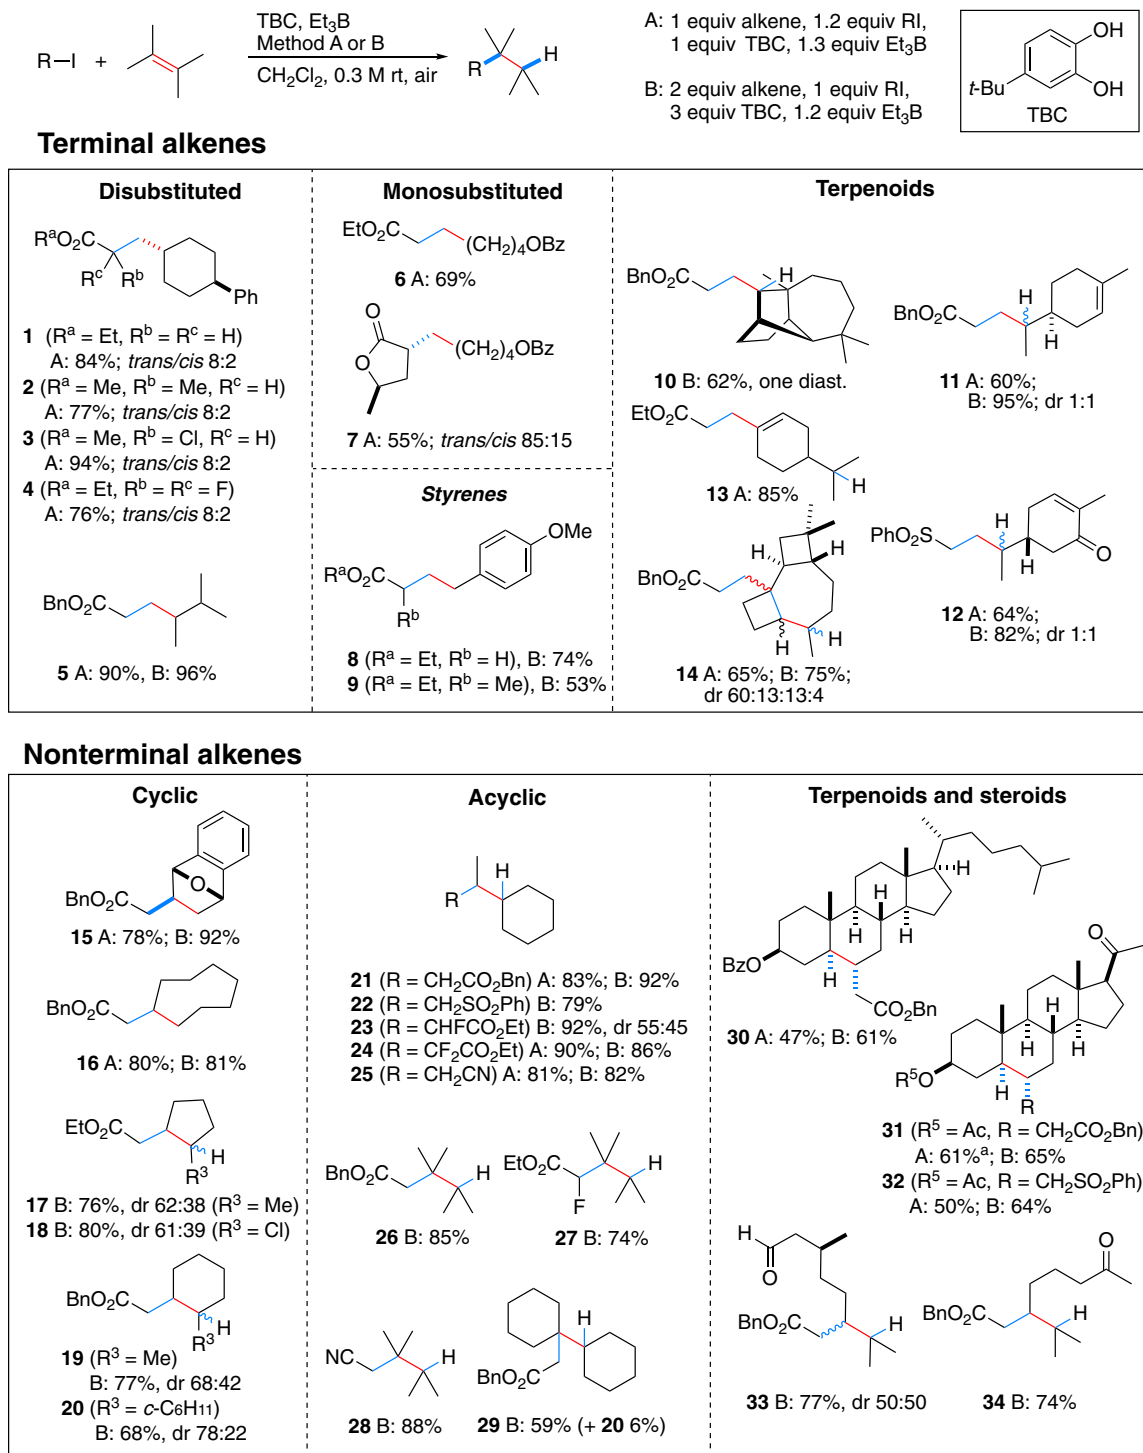 R—I + 
TBC, Et₃B
Method A or B
CH₂Cl₂, 0.3 M rt, air
R H
A: 1 equiv alkene, 1.2 equiv RI,
1 equiv TBC, 1.3 equiv Et₃B
B: 2 equiv alkene, 1 equiv RI,
3 equiv TBC, 1.2 equiv Et₃B
OH
t-Bu OH
TBC
Terminal alkenes
Disubstituted
RᵃO₂C
Rᶜ Rᵇ
Ph
1 (Rᵃ = Et, Rᵇ = Rᶜ = H)
A: 84%; trans/cis 8:2
2 (Rᵃ = Me, Rᵇ = Me, Rᶜ = H)
A: 77%; trans/cis 8:2
3 (Rᵃ = Me, Rᵇ = Cl, Rᶜ = H)
A: 94%; trans/cis 8:2
4 (Rᵃ = Et, Rᵇ = Rᶜ = F)
A: 76%; trans/cis 8:2
BnO₂C
5 A: 90%, B: 96%
Monosubstituted
EtO₂C (CH₂)₄OBz
6 A: 69%
O
O (CH₂)₄OBz
7 A: 55%; trans/cis 85:15
Styrenes
OMe
RᵃO₂C
Rᵇ
8 (Rᵃ = Et, Rᵇ = H), B: 74%
9 (Rᵃ = Et, Rᵇ = Me), B: 53%
Terpenoids
BnO₂C H
10 B: 62%, one diast.
BnO₂C H
H
11 A: 60%;
B: 95%; dr 1:1
EtO₂C
H
13 A: 85%
PhO₂S H
H O
12 A: 64%;
B: 82%; dr 1:1
H H
BnO₂C
H H
14 A: 65%; B: 75%;
dr 60:13:13:4
Nonterminal alkenes
Cyclic
O
BnO₂C
15 A: 78%; B: 92%
BnO₂C
16 A: 80%; B: 81%
EtO₂C
H
R³
17 B: 76%, dr 62:38 (R³ = Me)
18 B: 80%, dr 61:39 (R³ = Cl)
BnO₂C
H
R³
19 (R³ = Me)
B: 77%, dr 68:42
20 (R³ = c-C₆H₁₁)
B: 68%, dr 78:22
Acyclic
H
R
21 (R = CH₂CO₂Bn) A: 83%; B: 92%
22 (R = CH₂SO₂Ph) B: 79%
23 (R = CHFCO₂Et) B: 92%, dr 55:45
24 (R = CF₂CO₂Et) A: 90%; B: 86%
25 (R = CH₂CN) A: 81%; B: 82%
BnO₂C H
26 B: 85%
EtO₂C H
F
27 B: 74%
NC H
28 B: 88%
H
BnO₂C
29 B: 59% (+ 20 6%)
Terpenoids and steroids
H
H H H
BzO H
CO₂Bn
30 A: 47%; B: 61%
O
H H H
R⁵O H
R
31 (R⁵ = Ac, R = CH₂CO₂Bn)
A: 61%ᵃ; B: 65%
32 (R⁵ = Ac, R = CH₂SO₂Ph)
A: 50%; B: 64%
H
O
BnO₂C H
33 B: 77%, dr 50:50
O
BnO₂C H
34 B: 74%